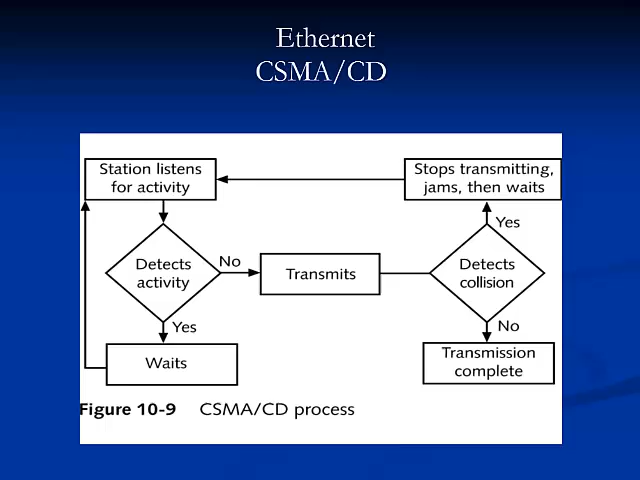 Ethernet
CSMA/CD
Station listens
for activity
Stops transmitting,
jams, then waits
Yes
Detects
activity
No
Transmits
Detects
collision
Yes
No
Waits
Transmission
complete
Figure 10-9 CSMA/CD process